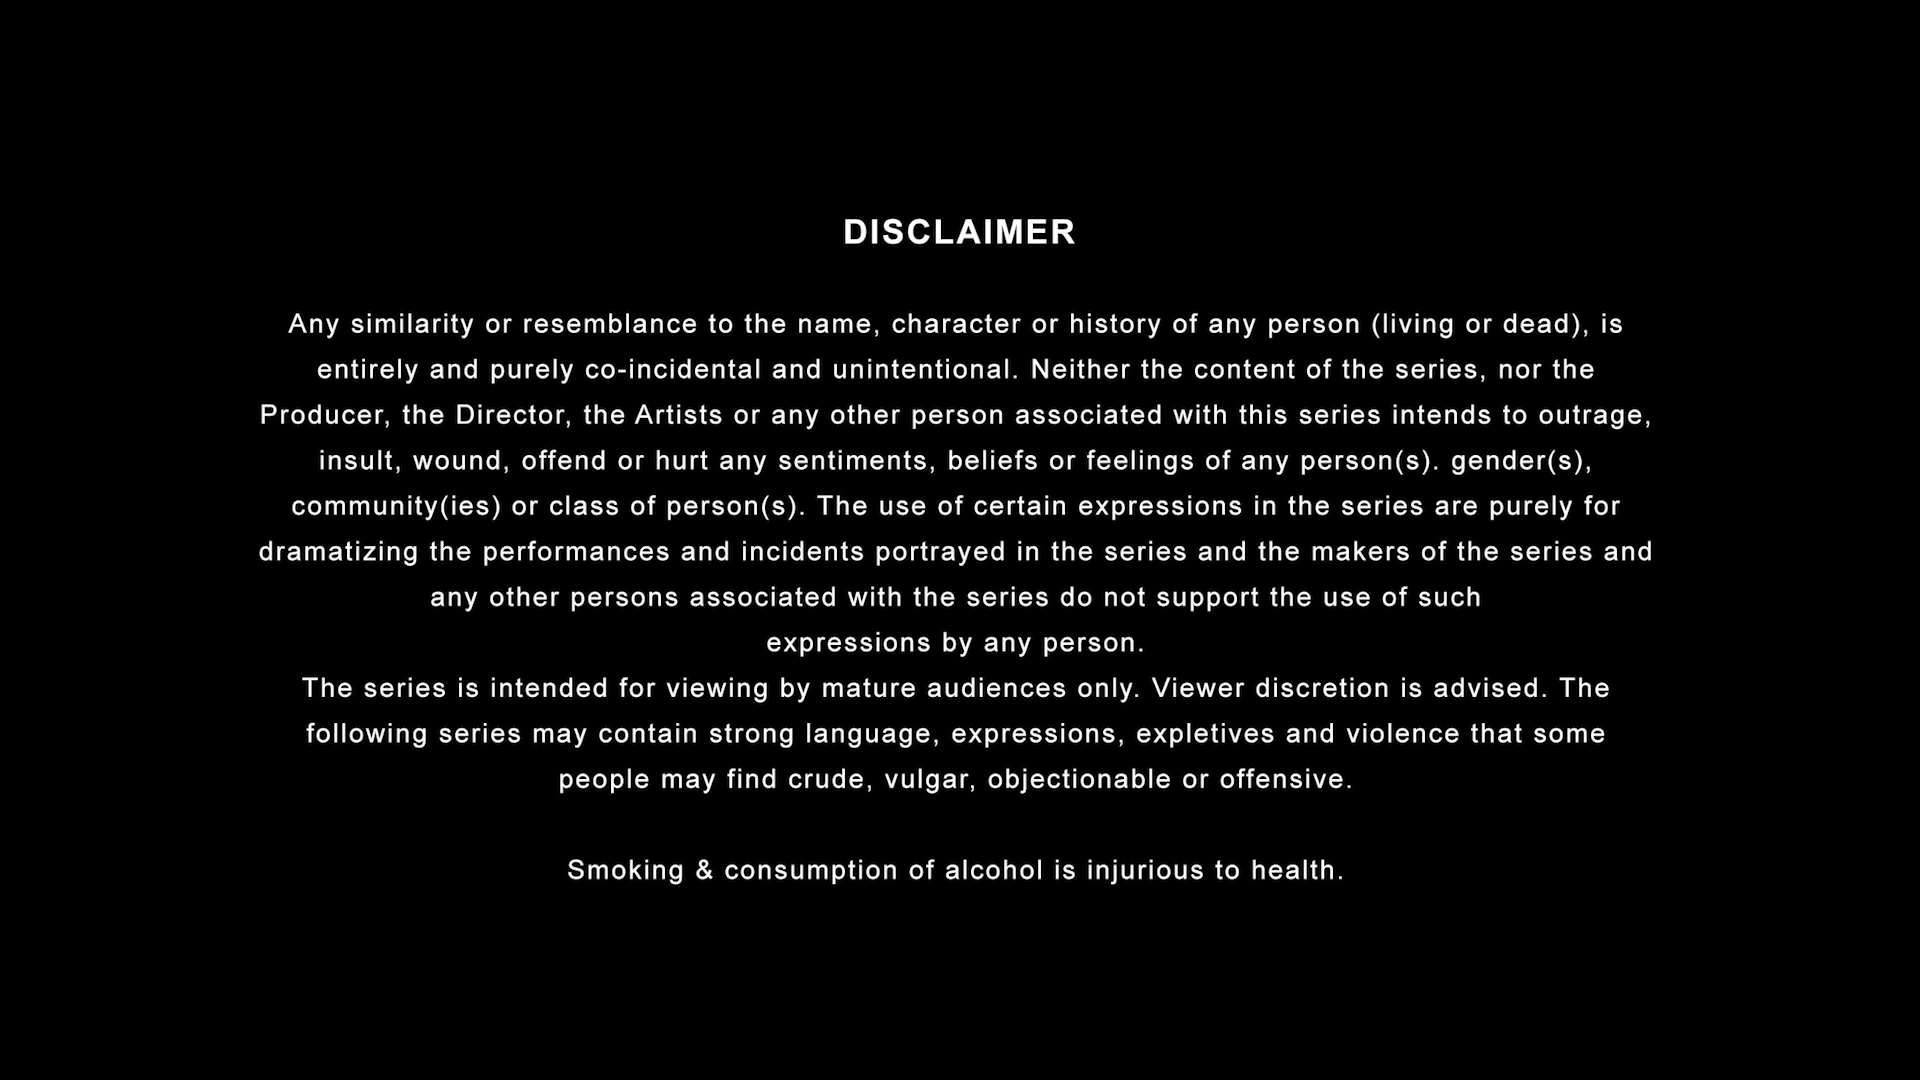 DISCLAIMER
Any similarity or resemblance to the name, character or history of any person (living or dead), is
entirely and purely co-incidental and unintentional. Neither the content of the series, nor the
Producer, the Director, the Artists or any other person associated with this series intends to outrage,
insult, wound, offend or hurt any sentiments, beliefs or feelings of any person(s). gender(s),
community(ies) or class of person(s). The use of certain expressions in the series are purely for
dramatizing the performances and incidents portrayed in the series and the makers of the series and
any other persons associated with the series do not support the use of such
expressions by any person.
The series is intended for viewing by mature audiences only. Viewer discretion is advised. The
following series may contain strong language, expressions, expletives and violence that some
people may find crude, vulgar, objectionable or offensive.
Smoking & consumption of alcohol is injurious to health.